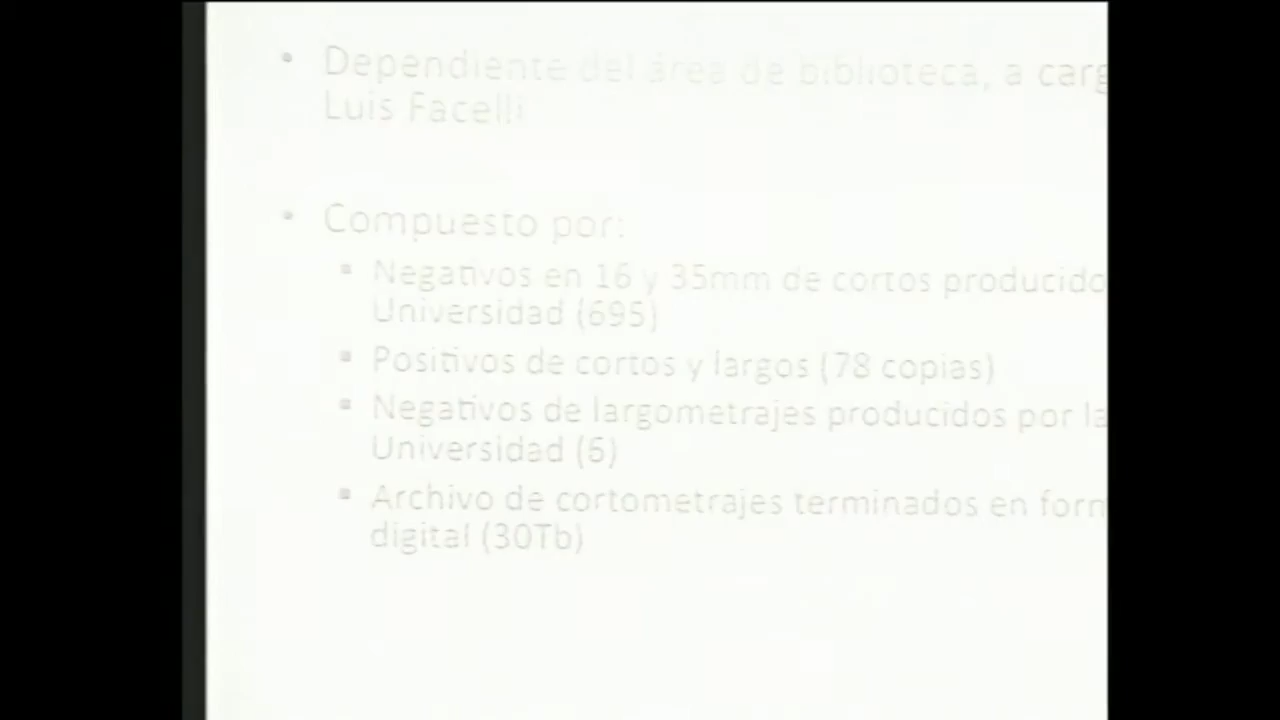 • Dependiente del área de biblioteca, a carg
Luis Facelli
• Compuesto por:
▪ Negativos en 16 y 35mm de cortos producido
Universidad (695)
▪ Positivos de cortos y largos (78 copias)
▪ Negativos de largometrajes producidos por la
Universidad (6)
▪ Archivo de cortometrajes terminados en form
digital (30Tb)